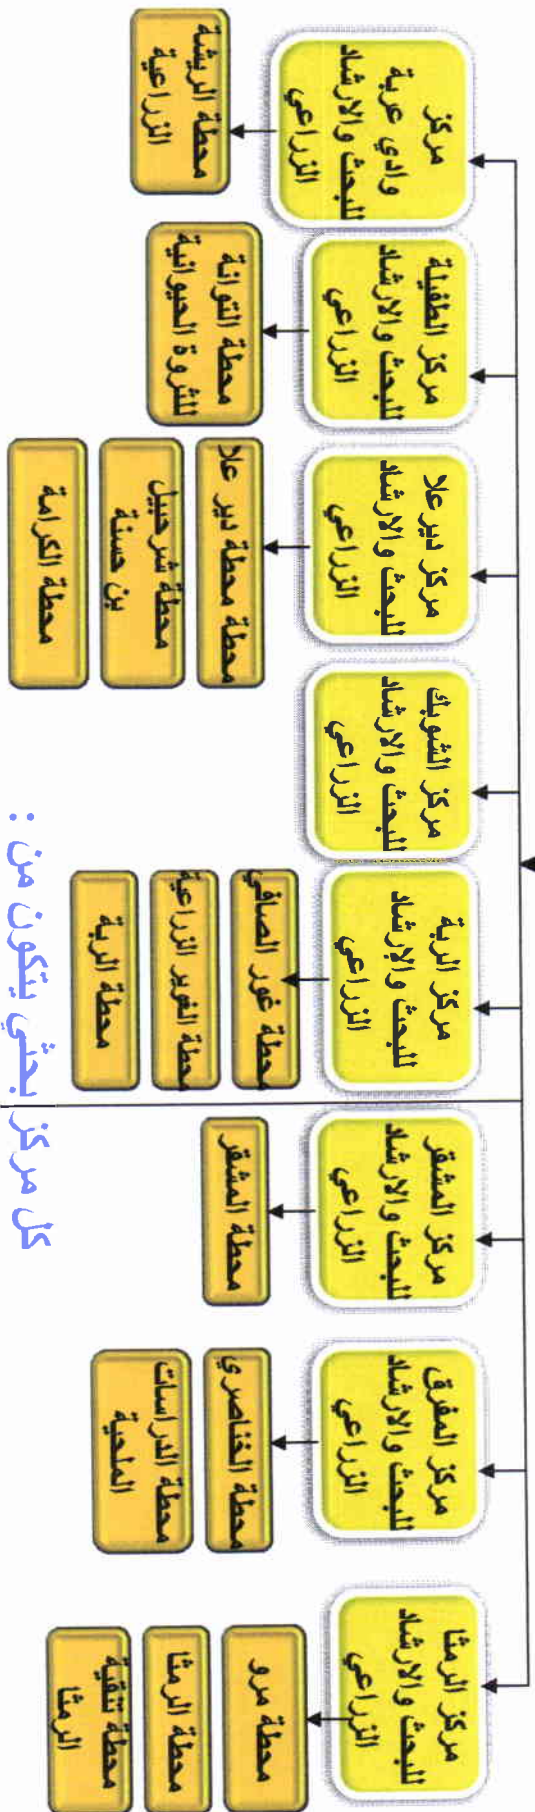 مركز الرمثا
للبحث والارشاد
الزراعي
محطة مرو
محطة الرمثا
محطة تنقية
الرمثا
مركز المفرق
للبحث والارشاد
الزراعي
محطة الخناصري
محطة الدراسات
الملحية
مركز المشقر
للبحث والارشاد
الزراعي
محطة المشقر
مركز الربة
للبحث والإرشاد
الزراعي
محطة غور الصافي
محطة الغوير الزراعية
محطة الربة
مركز الشوبك
للبحث والارشاد
الزراعي
مركز ديرعلا
للبحث والارشاد
الزراعي
محطة محطة دير علا
محطة شرحبيل
بن حسنة
محطة الكرامة
مركز الطفيلة
للبحث والارشاد
الزراعي
محطة التوانة
للثروة الحيوانية
مركز
وادي عربة
للبحث والارشاد
الزراعي
محطة الريشة
الزراعية
كل مركز بحثي يتكون من :